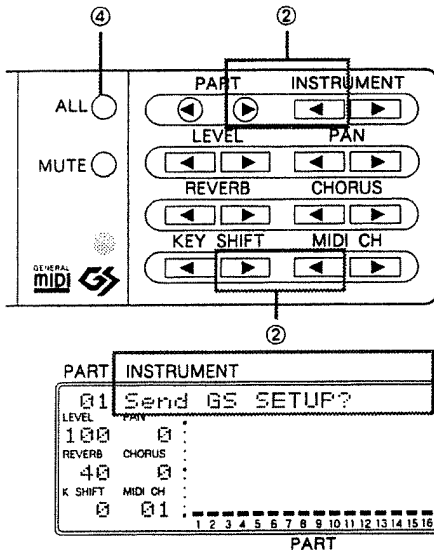 ④ ②
PART INSTRUMENT
ALL
LEVEL PAN
MUTE
REVERB CHORUS
KEY SHIFT MIDI CH
GENERAL
MIDI GS
②
PART INSTRUMENT
01 Send GS SETUP?
LEVEL PAN
100 0
REVERB CHORUS
40 0
K SHIFT MIDI CH
0 01
1 2 3 4 5 6 7 8 9 10 11 12 13 14 15 16
PART